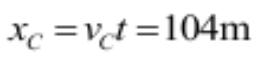 x_C = v_C t = 104m